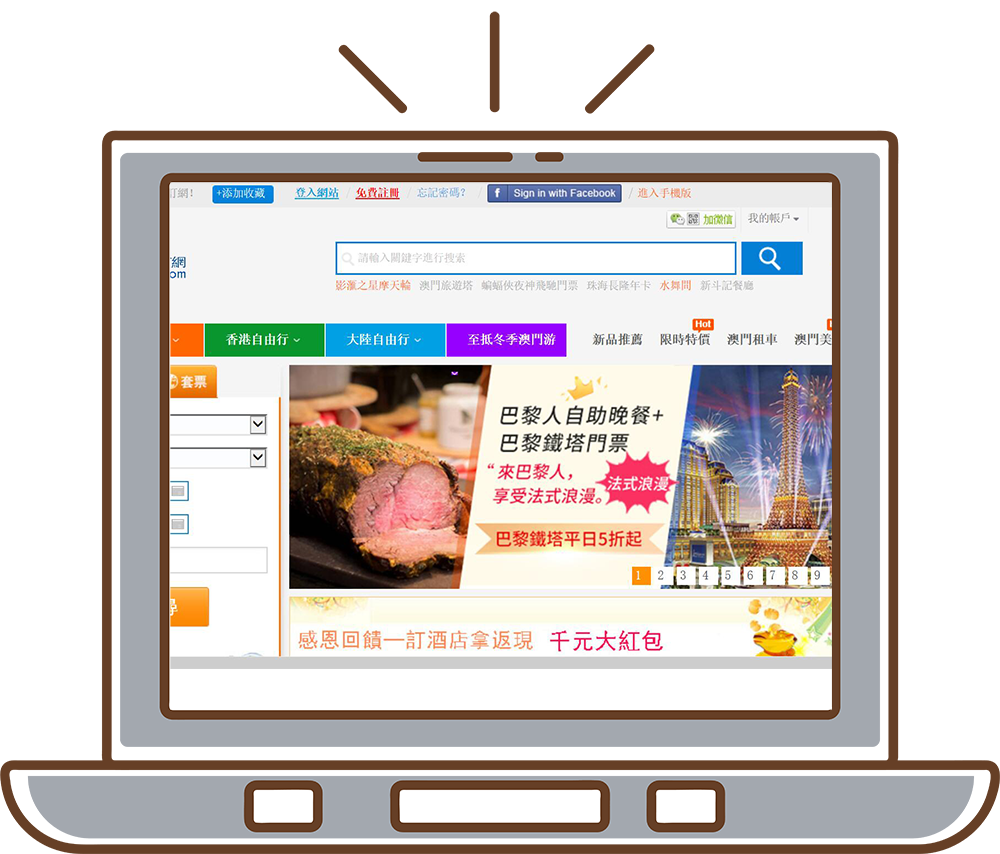 訂網！ +添加收藏 登入網站 / 免費註冊 / 忘記密碼？ / f Sign in with Facebook / 進入手機版
加微信 我的帳戶
網
om
請輸入關鍵字進行搜索
影滙之星摩天輪 澳門旅遊塔 蝙蝠俠夜神飛馳門票 珠海長隆年卡 水舞間 新斗記餐廳
Hot
香港自由行 大陸自由行 至抵冬季澳門游 新品推薦 限時特價 澳門租車 澳門美
套票
巴黎人自助晚餐+
巴黎鐵塔門票
“來巴黎人，
享受法式浪漫。
法式浪漫
巴黎鐵塔平日5折起
1 2 3 4 5 6 7 8 9
尋
感恩回饋一訂酒店拿返現 千元大紅包